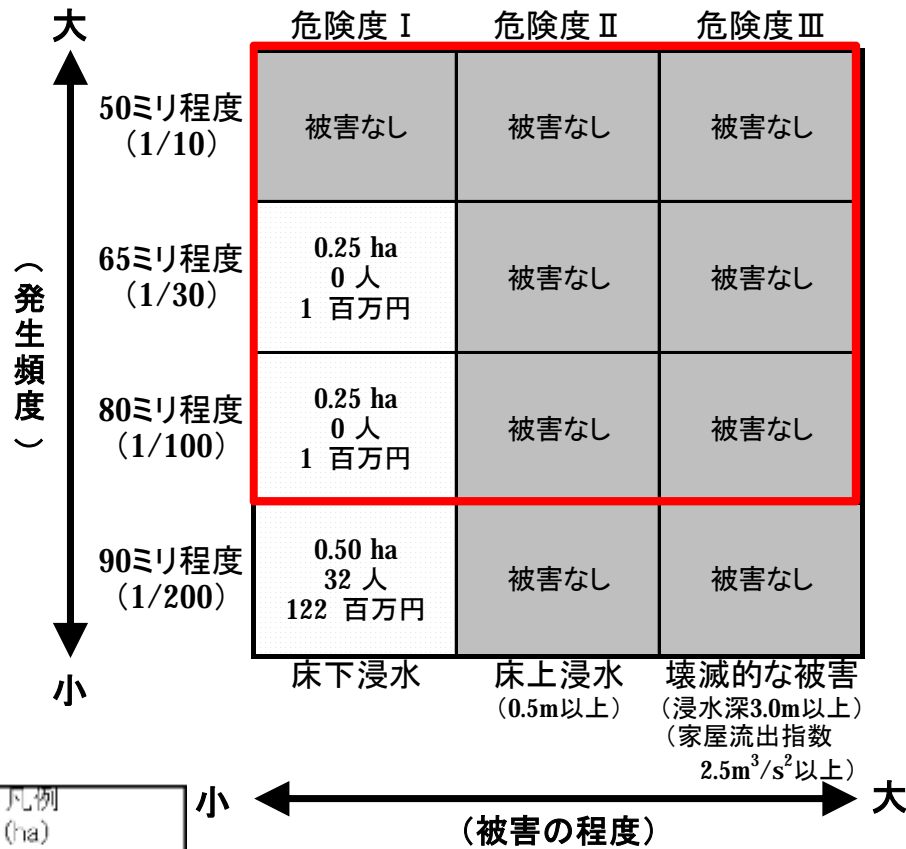 大
危険度Ⅰ 危険度Ⅱ 危険度Ⅲ
50ミリ程度
（1/10）
被害なし 被害なし 被害なし
65ミリ程度
（1/30）
0.25 ha
0 人
1 百万円
被害なし 被害なし
（発生頻度）
80ミリ程度
（1/100）
0.25 ha
0 人
1 百万円
被害なし 被害なし
90ミリ程度
（1/200）
0.50 ha
32 人
122 百万円
被害なし 被害なし
小
床下浸水
床上浸水
（0.5m以上）
壊滅的な被害
（浸水深3.0m以上）
（家屋流出指数
2.5m³/s²以上）
凡例
(ha)
小 大
（被害の程度）